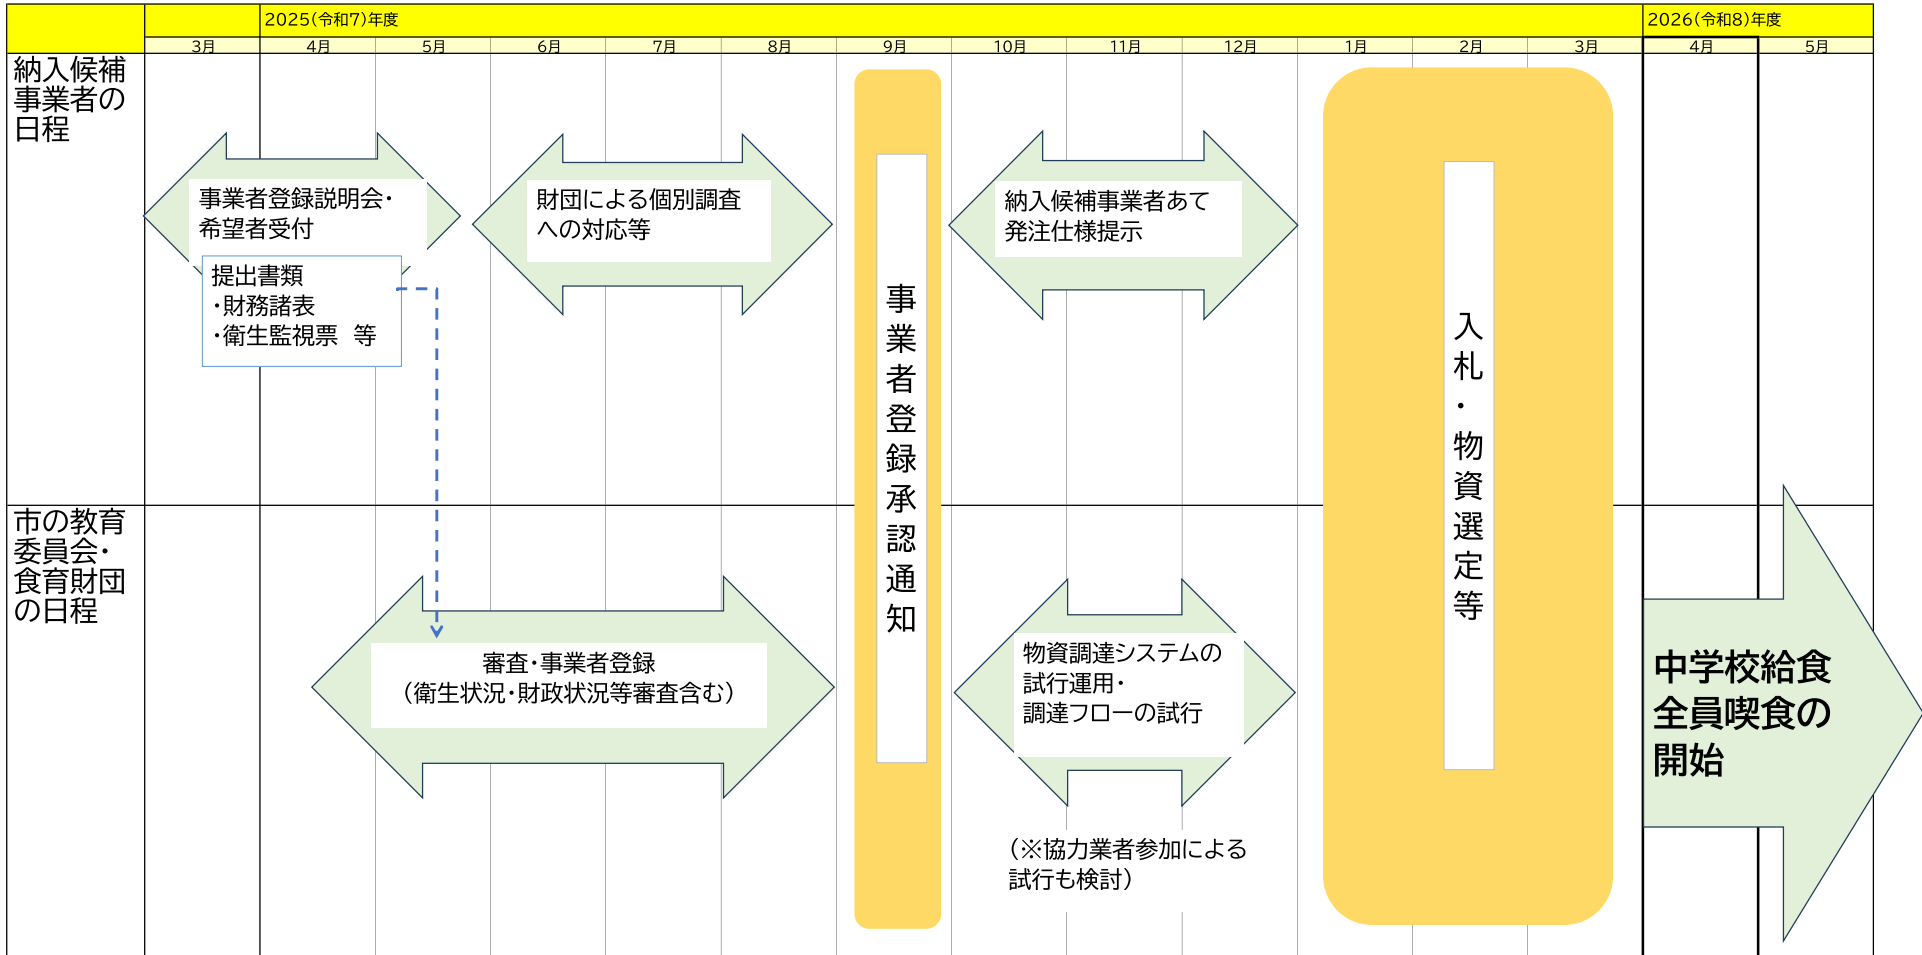 2025（令和7）年度
2026（令和8）年度
3月
4月
5月
6月
7月
8月
9月
10月
11月
12月
1月
2月
3月
4月
5月
納入候補
事業者の
日程
事業者登録説明会・
希望者受付
提出書類
・財務諸表
・衛生監視票　等
財団による個別調査
への対応等
事業者登録承認通知
納入候補事業者あて
発注仕様提示
入札・物資選定等
市の教育
委員会・
食育財団
の日程
審査・事業者登録
（衛生状況・財政状況等審査含む）
物資調達システムの
試行運用・
調達フローの試行
（※協力業者参加による
試行も検討）
中学校給食
全員喫食の
開始